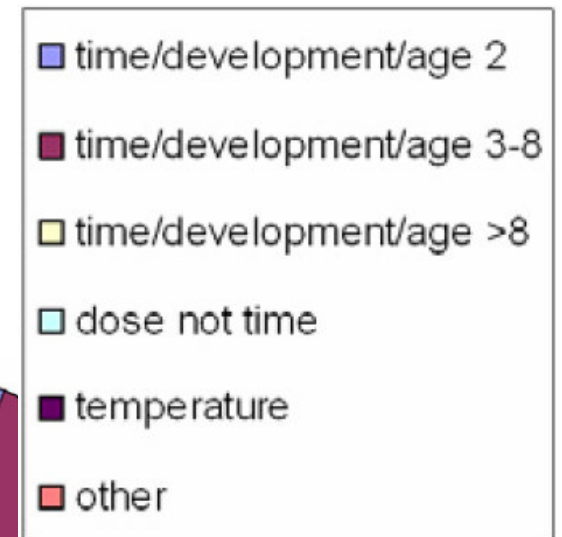 time/development/age 2
time/development/age 3-8
time/development/age >8
dose not time
temperature
other